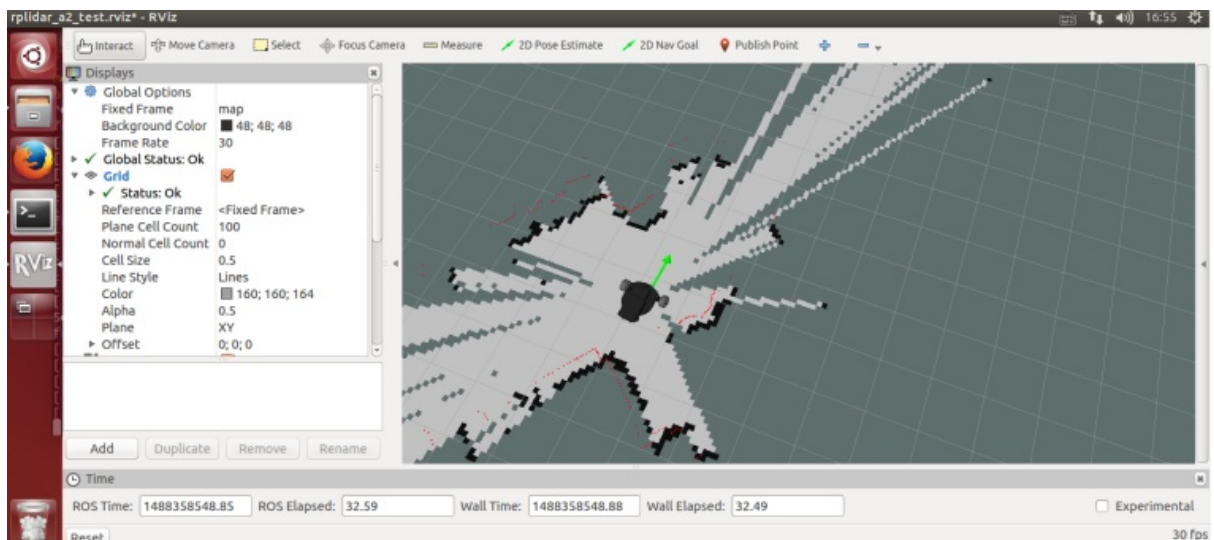 rplidar_a2_test.rviz* - RViz
16:55
Interact Move Camera Select Focus Camera Measure 2D Pose Estimate 2D Nav Goal Publish Point
Displays
Global Options
Fixed Frame map
Background Color 48; 48; 48
Frame Rate 30
Global Status: Ok
Grid
Status: Ok
Reference Frame <Fixed Frame>
Plane Cell Count 100
Normal Cell Count 0
Cell Size 0.5
Line Style Lines
Color 160; 160; 164
Alpha 0.5
Plane XY
Offset 0; 0; 0
RViz
Add Duplicate Remove Rename
Time
ROS Time: 1488358548.85 ROS Elapsed: 32.59 Wall Time: 1488358548.88 Wall Elapsed: 32.49 Experimental
Reset 30 fps